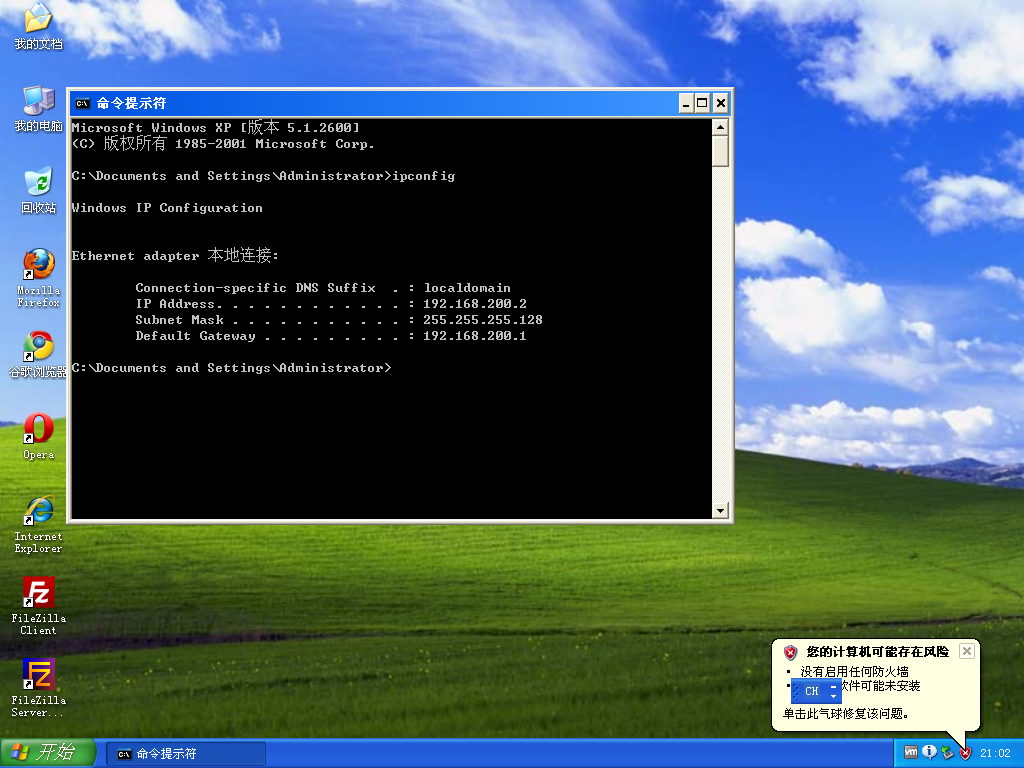 我的文档
我的电脑
回收站
Mozilla
Firefox
谷歌浏览器
Opera
Internet
Explorer
FileZilla
Client
FileZilla
Server...
命令提示符
Microsoft Windows XP [版本 5.1.2600]
(C) 版权所有 1985-2001 Microsoft Corp.
C:\Documents and Settings\Administrator>ipconfig
Windows IP Configuration
Ethernet adapter 本地连接:
Connection-specific DNS Suffix  . : localdomain
IP Address. . . . . . . . . . . . : 192.168.200.2
Subnet Mask . . . . . . . . . . . : 255.255.255.128
Default Gateway . . . . . . . . . : 192.168.200.1
C:\Documents and Settings\Administrator>
您的计算机可能存在风险
• 没有启用任何防火墙
• 软件可能未安装
CH
单击此气球修复该问题。
开始
命令提示符
vm
21:02